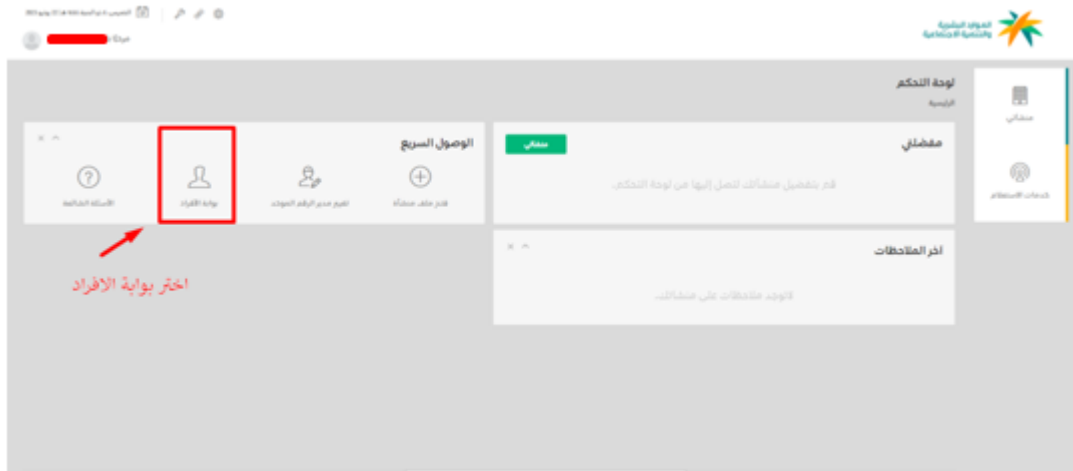 الموارد البشرية
والتنمية الاجتماعية
مرحبًا
منشآتي
خدمات الاستعلام
لوحة التحكم
الرئيسية
مفضلتي
منشآتي
قم بتفضيل منشآتك لتصل إليها من لوحة التحكم.
اخر الملاحظات
لاتوجد ملاحظات على منشآتك.
الوصول السريع
فتح ملف منشأة
تغيير مدير الرقم الموحد
بوابة الأفراد
الأسئلة الشائعة
اختر بوابة الافراد